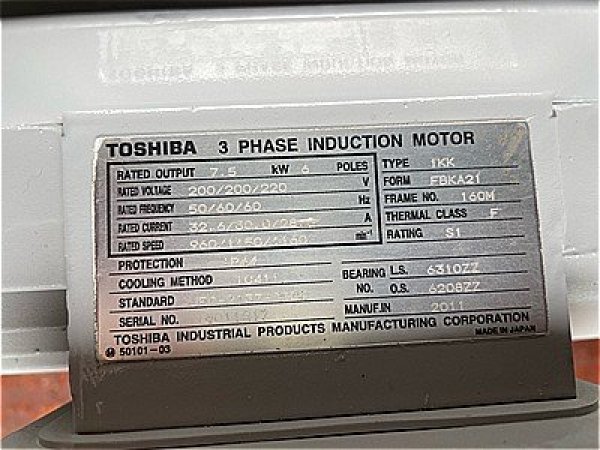 TOSHIBA 3 PHASE INDUCTION MOTOR
RATED OUTPUT 7.5 kW 6 POLES
RATED VOLTAGE 200/200/220 V
RATED FREQUENCY 50/60/60 Hz
RATED CURRENT A
RATED SPEED min⁻¹
TYPE IKK
FORM FBKA21
FRAME NO. 160M
THERMAL CLASS F
RATING S1
PROTECTION IP44
COOLING METHOD
STANDARD
SERIAL NO.
BEARING L.S. 6310ZZ
NO. O.S. 6208ZZ
MANUF.IN 2011
TOSHIBA INDUSTRIAL PRODUCTS MANUFACTURING CORPORATION
50101-03
MADE IN JAPAN